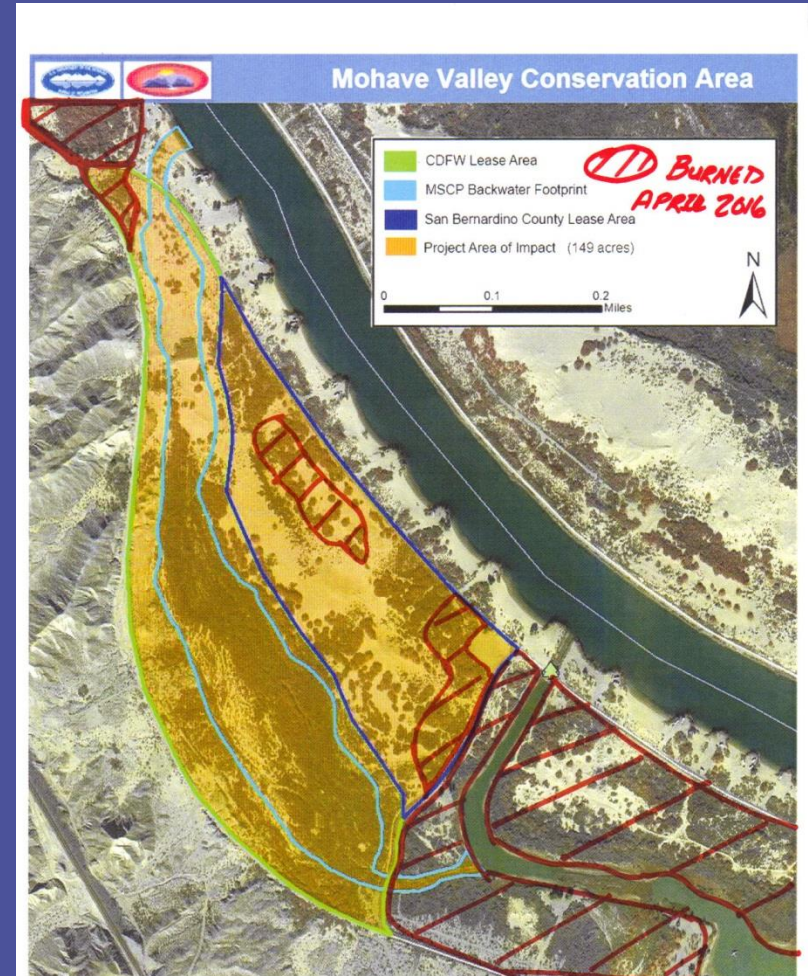 Mohave Valley Conservation Area
CDFW Lease Area
MSCP Backwater Footprint
San Bernardino County Lease Area
Project Area of Impact (149 acres)
BURNED
APRIL 2016
N
0 0.1 0.2
Miles